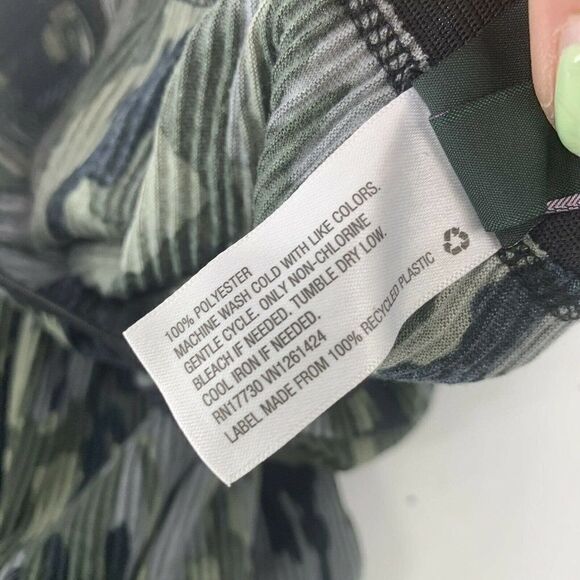 100% POLYESTER
MACHINE WASH COLD WITH LIKE COLORS.
GENTLE CYCLE. ONLY NON-CHLORINE
BLEACH IF NEEDED. TUMBLE DRY LOW.
COOL IRON IF NEEDED.
RN17730 VN1261424
LABEL MADE FROM 100% RECYCLED PLASTIC